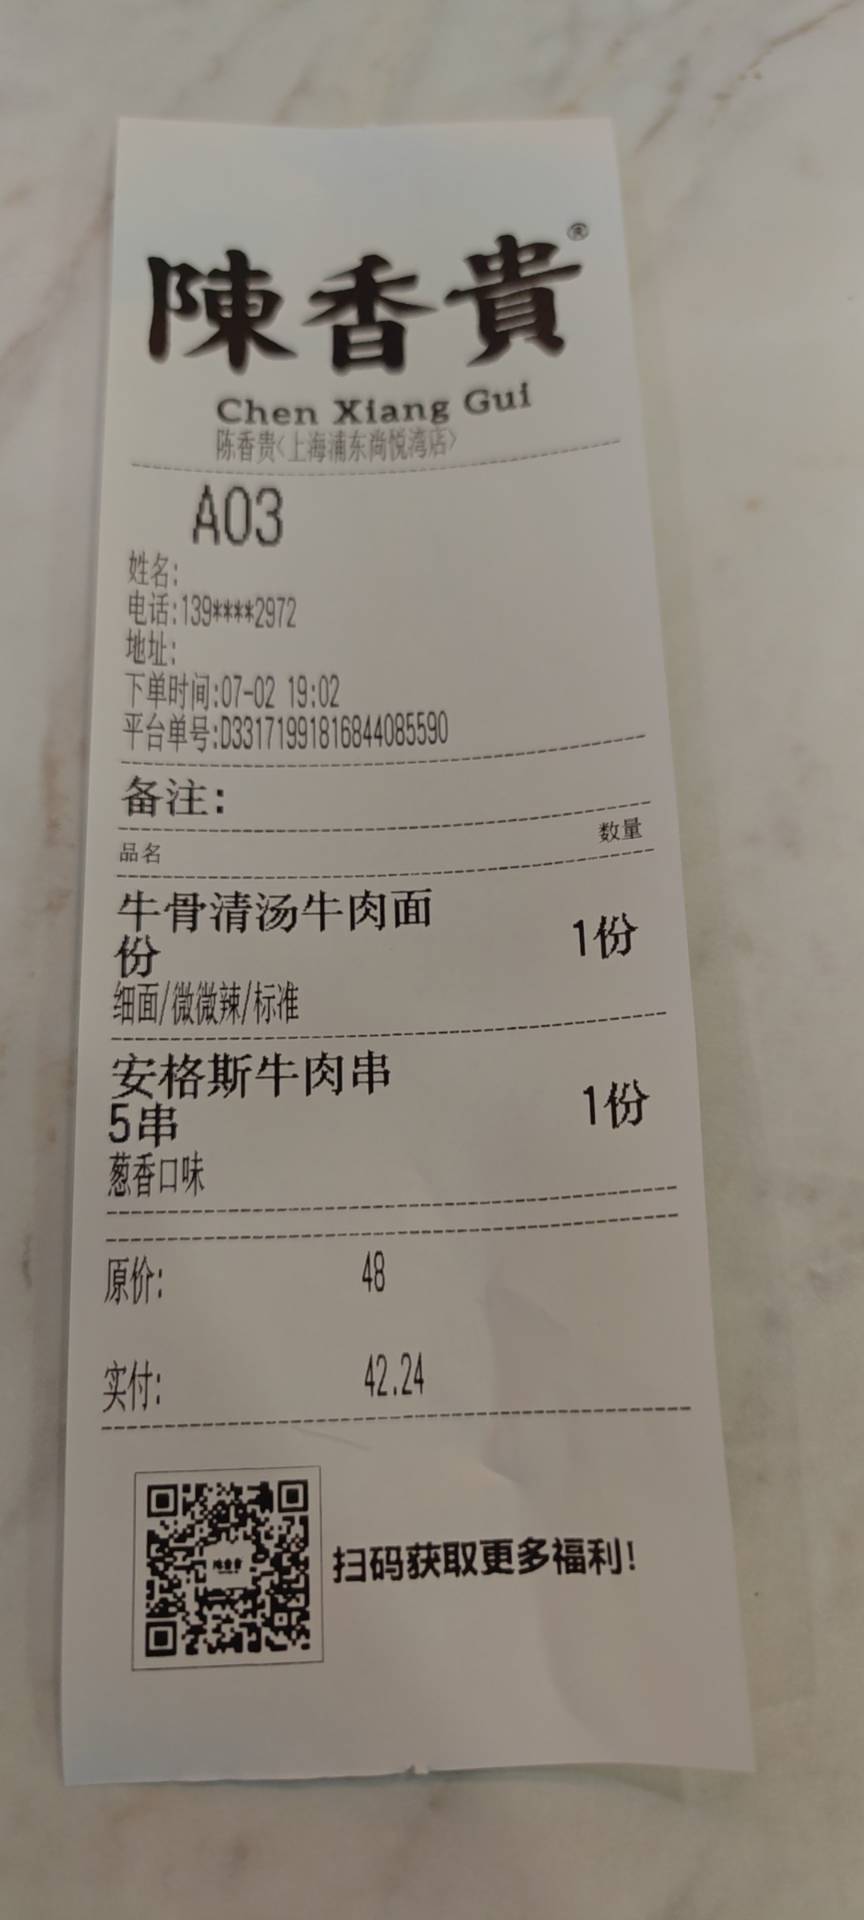 陳香貴®
Chen Xiang Gui
陈香贵<上海浦东尚悦湾店>
A03
姓名:
电话:139****2972
地址:
下单时间:07-02 19:02
平台单号:D33171991816844085590
备注:
品名 数量
牛骨清汤牛肉面 1份
份
细面/微微辣/标准
安格斯牛肉串 1份
5串
葱香口味
原价: 48
实付: 42.24
扫码获取更多福利!